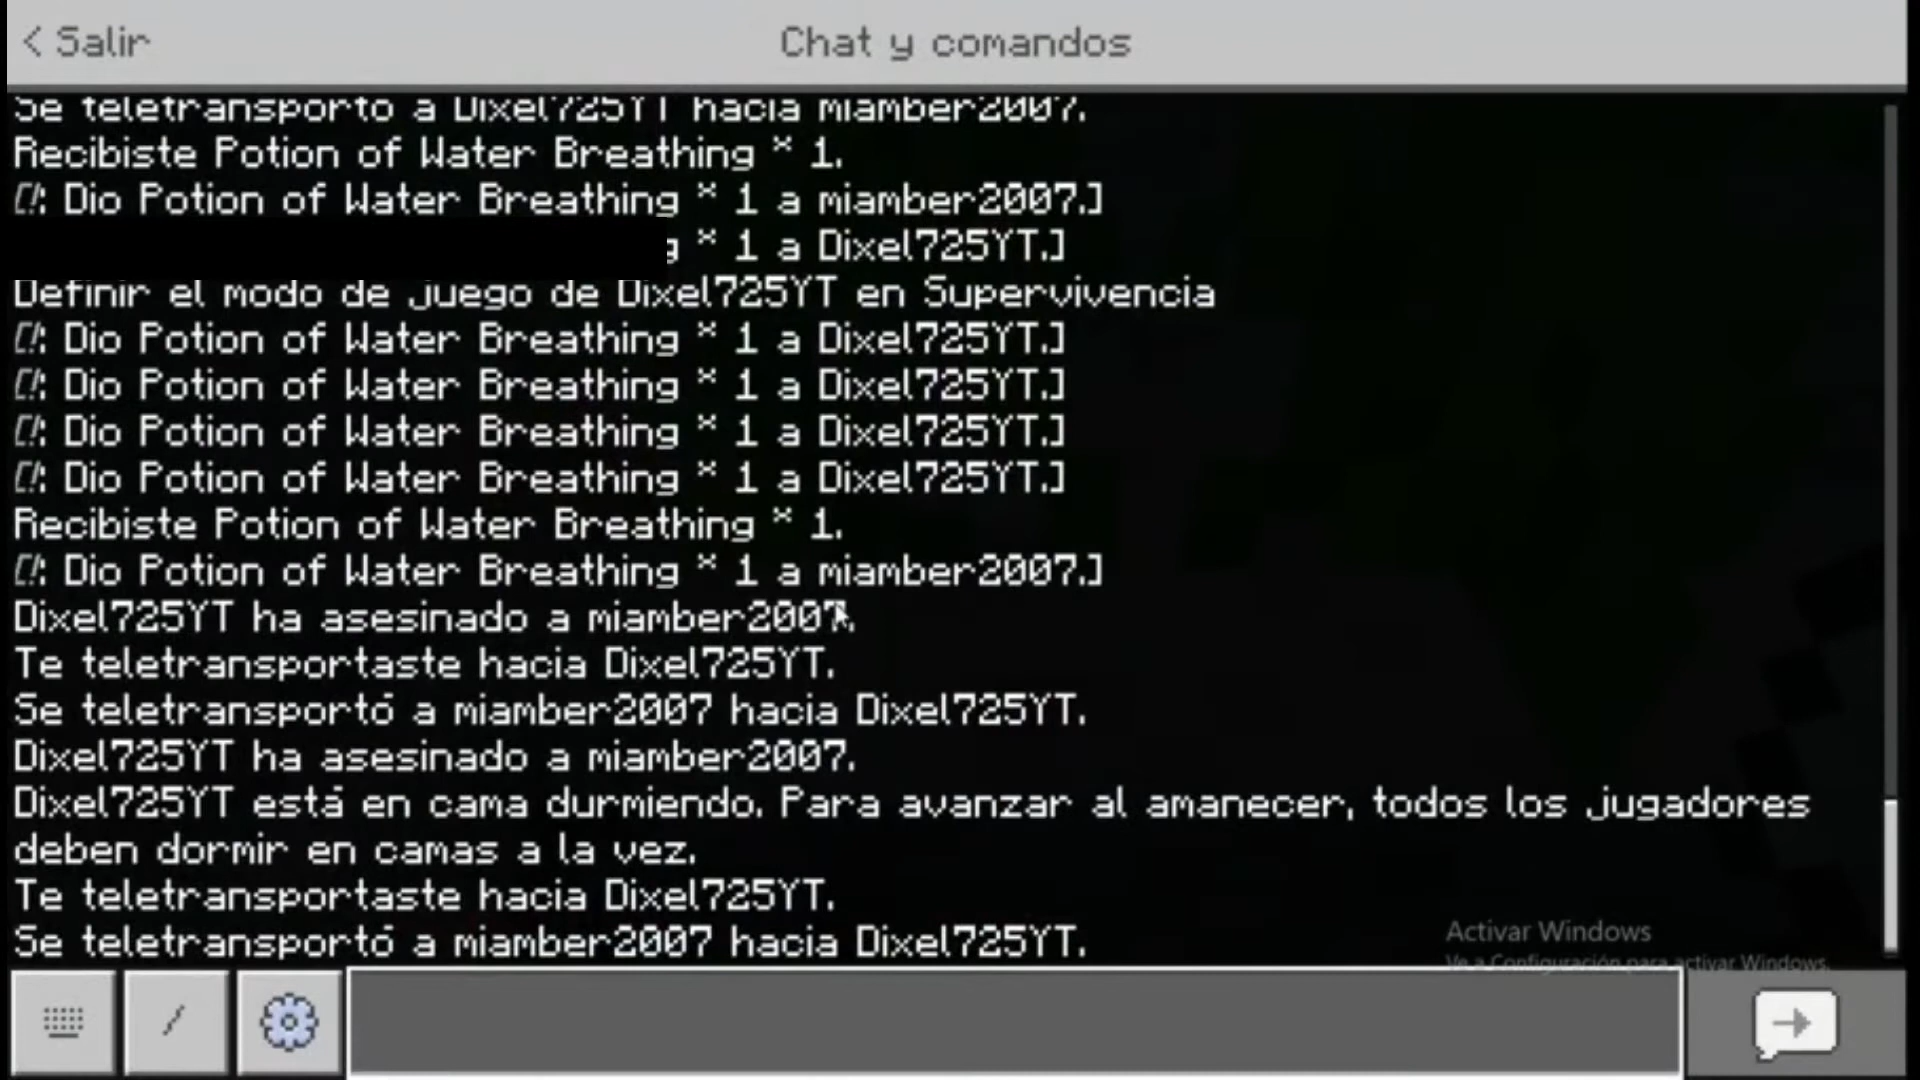 < Salir
Chat y comandos
Se teletransportó a Dixel725YT hacia miamber2007.
Recibiste Potion of Water Breathing * 1.
[!: Dio Potion of Water Breathing * 1 a miamber2007.]
* 1 a Dixel725YT.]
Definir el modo de juego de Dixel725YT en Supervivencia
[!: Dio Potion of Water Breathing * 1 a Dixel725YT.]
[!: Dio Potion of Water Breathing * 1 a Dixel725YT.]
[!: Dio Potion of Water Breathing * 1 a Dixel725YT.]
[!: Dio Potion of Water Breathing * 1 a Dixel725YT.]
Recibiste Potion of Water Breathing * 1.
[!: Dio Potion of Water Breathing * 1 a miamber2007.]
Dixel725YT ha asesinado a miamber2007.
Te teletransportaste hacia Dixel725YT.
Se teletransportó a miamber2007 hacia Dixel725YT.
Dixel725YT ha asesinado a miamber2007.
Dixel725YT está en cama durmiendo. Para avanzar al amanecer, todos los jugadores
deben dormir en camas a la vez.
Te teletransportaste hacia Dixel725YT.
Se teletransportó a miamber2007 hacia Dixel725YT.
Activar Windows
Ve a Configuración para activar Windows.
/